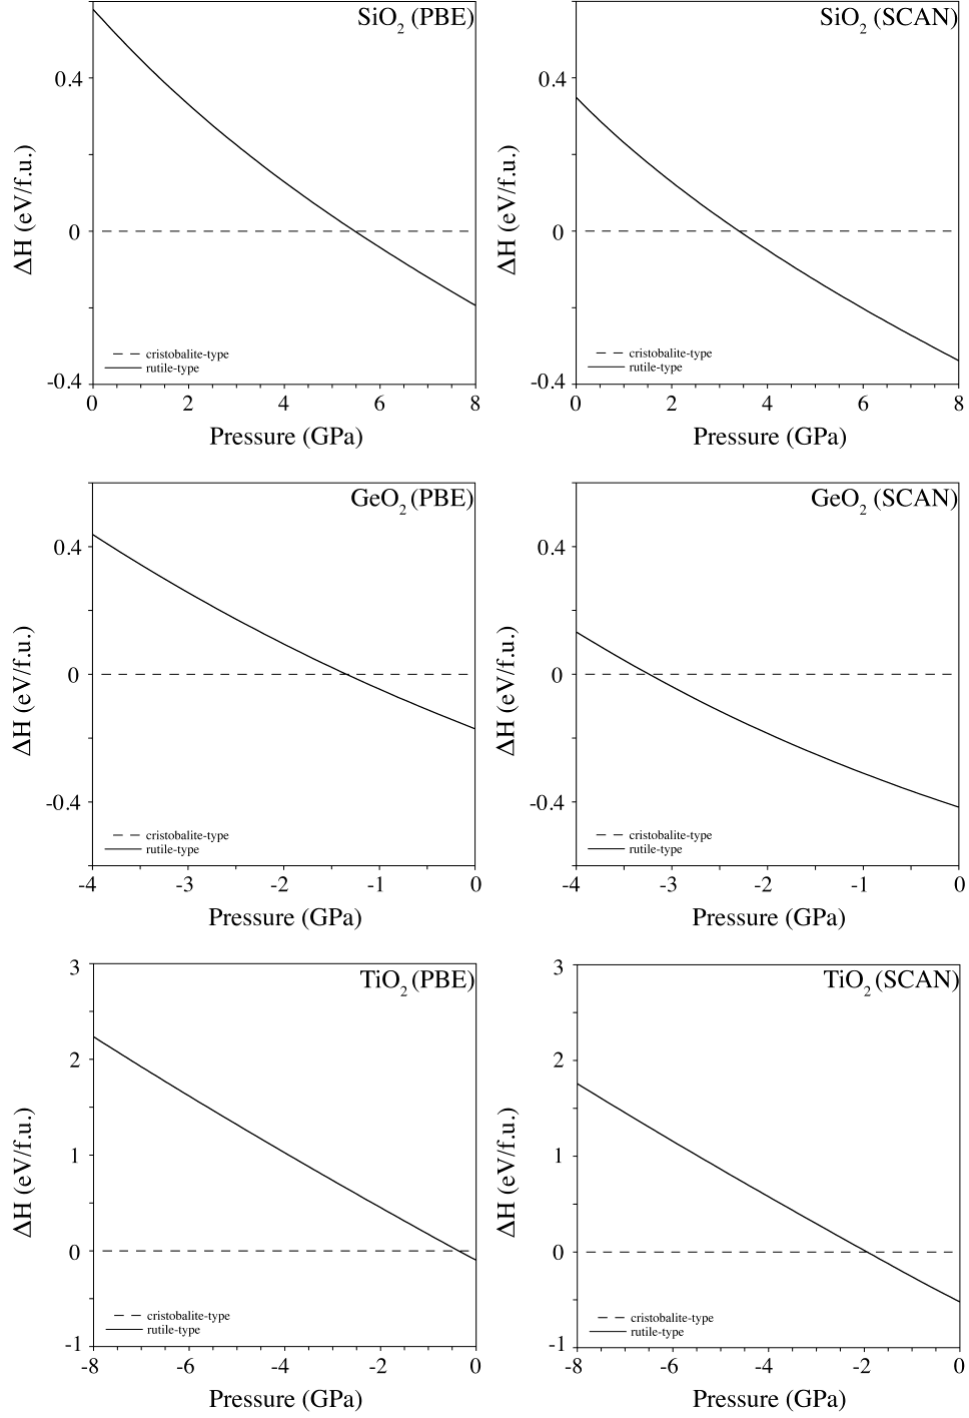 SiO2 (PBE)
0.4
0
-0.4
ΔH (eV/f.u.)
cristobalite-type
rutile-type
0 2 4 6 8
Pressure (GPa)
SiO2 (SCAN)
0.4
0
-0.4
ΔH (eV/f.u.)
cristobalite-type
rutile-type
0 2 4 6 8
Pressure (GPa)
GeO2 (PBE)
0.4
0
-0.4
ΔH (eV/f.u.)
cristobalite-type
rutile-type
-4 -3 -2 -1 0
Pressure (GPa)
GeO2 (SCAN)
0.4
0
-0.4
ΔH (eV/f.u.)
cristobalite-type
rutile-type
-4 -3 -2 -1 0
Pressure (GPa)
TiO2 (PBE)
3
2
1
0
-1
ΔH (eV/f.u.)
cristobalite-type
rutile-type
-8 -6 -4 -2 0
Pressure (GPa)
TiO2 (SCAN)
3
2
1
0
-1
ΔH (eV/f.u.)
cristobalite-type
rutile-type
-8 -6 -4 -2 0
Pressure (GPa)